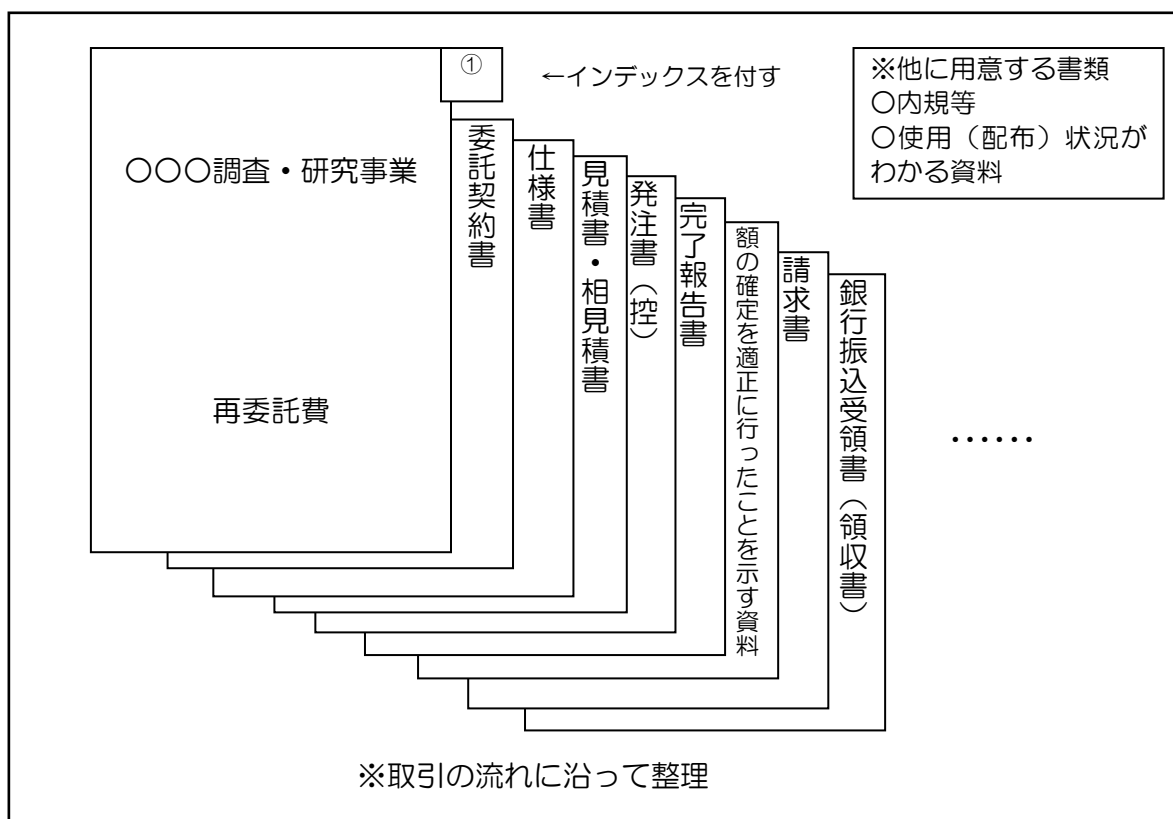 ①
←インデックスを付す
※他に用意する書類
〇内規等
〇使用（配布）状況が
わかる資料
〇〇〇調査・研究事業
再委託費
委託契約書
仕様書
見積書・相見積書
発注書（控）
完了報告書
額の確定を適正に行ったことを示す資料
請求書
銀行振込受領書（領収書）
‥‥‥
※取引の流れに沿って整理